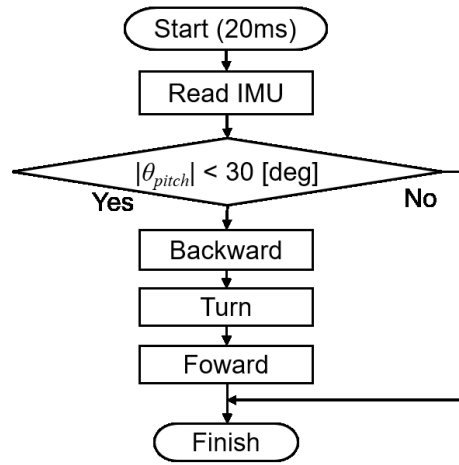 Start (20ms)
Read IMU
|θpitch| < 30 [deg]
Yes
No
Backward
Turn
Foward
Finish